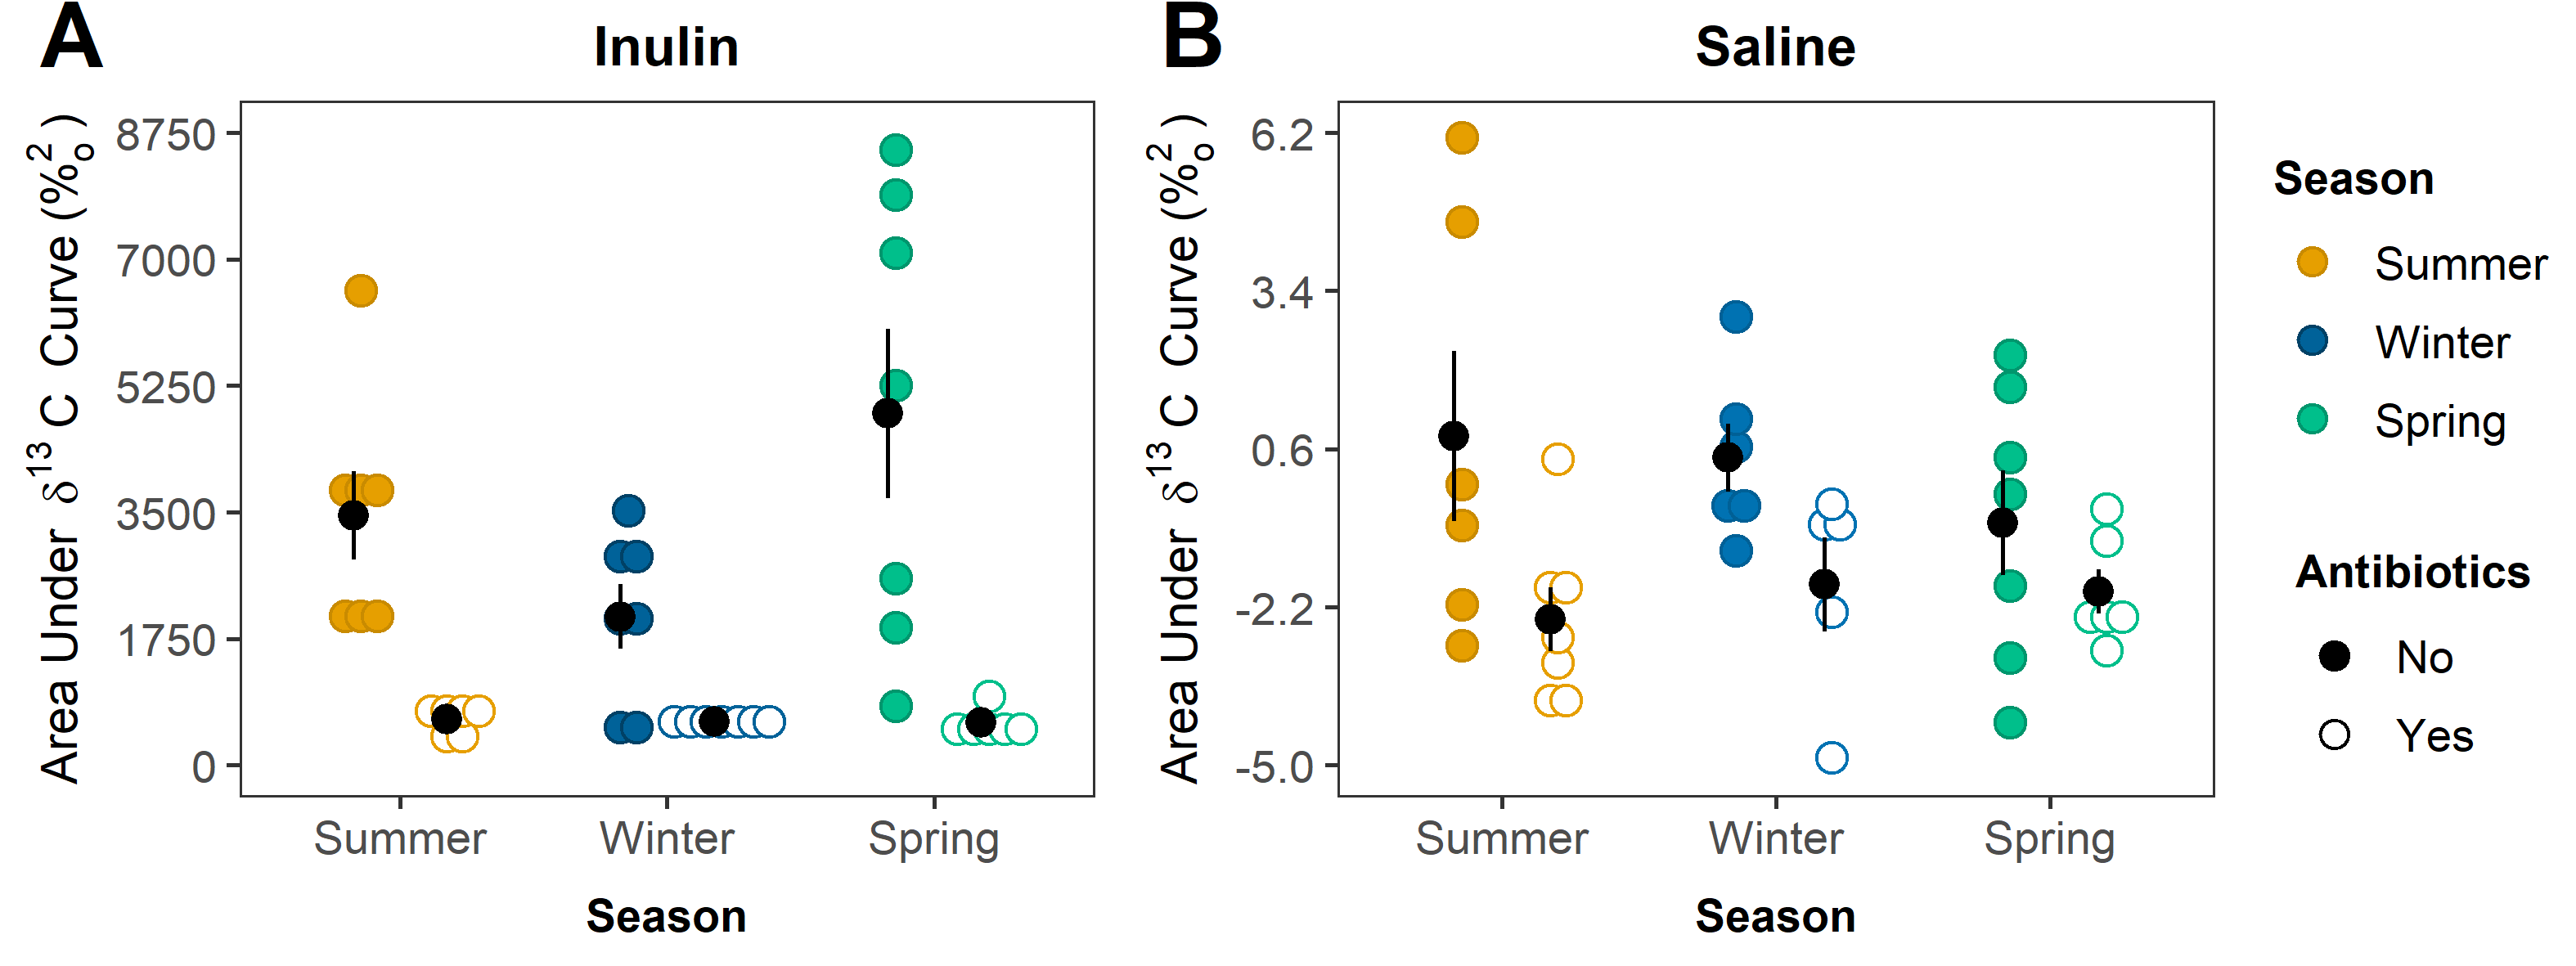 A
Inulin
Area Under δ¹³ C Curve (‰²)
8750
7000
5250
3500
1750
0
Summer Winter Spring
Season
B
Saline
Area Under δ¹³ C Curve (‰²)
6.2
3.4
0.6
-2.2
-5.0
Summer Winter Spring
Season
Season
Summer
Winter
Spring
Antibiotics
No
Yes